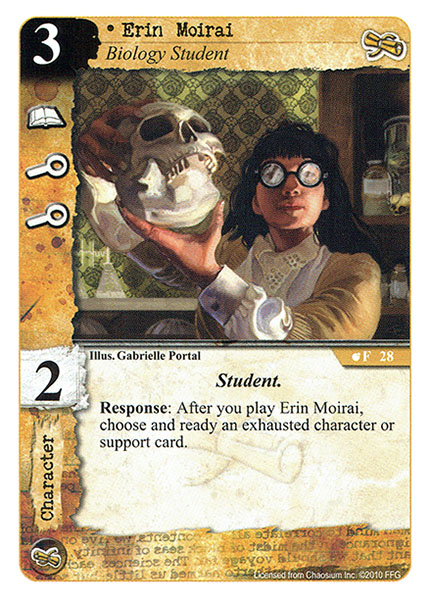 3
• Erin Moirai
Biology Student
Illus. Gabrielle Portal
F 28
2
Character
Student.
Response: After you play Erin Moirai,
choose and ready an exhausted character or
support card.
Licensed from Chaosium Inc. ©2010 FFG